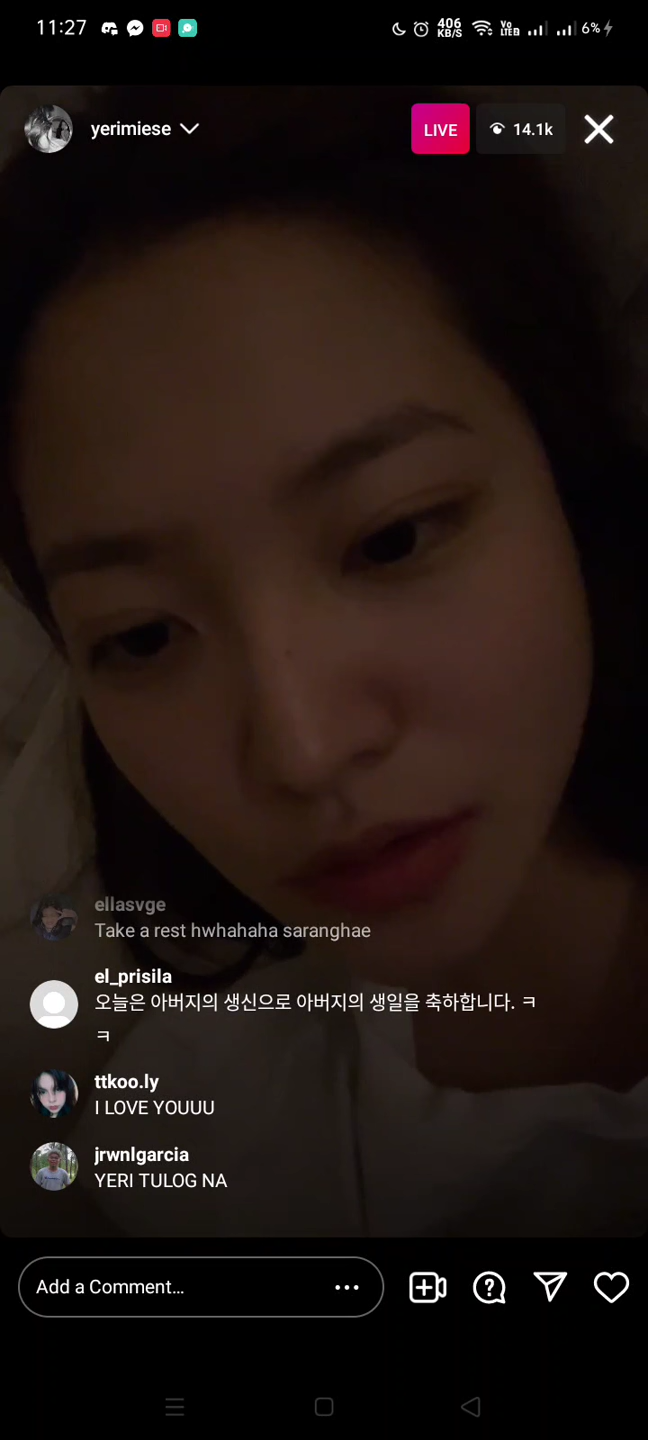 11:27
406
KB/S
Vo
LTE2
6%
yerimiese
LIVE
14.1k
ellasvge
Take a rest hwhahaha saranghae
el_prisila
오늘은 아버지의 생신으로 아버지의 생일을 축하합니다. ㅋ
ㅋ
ttkoo.ly
I LOVE YOUUU
jrwnlgarcia
YERI TULOG NA
Add a Comment...